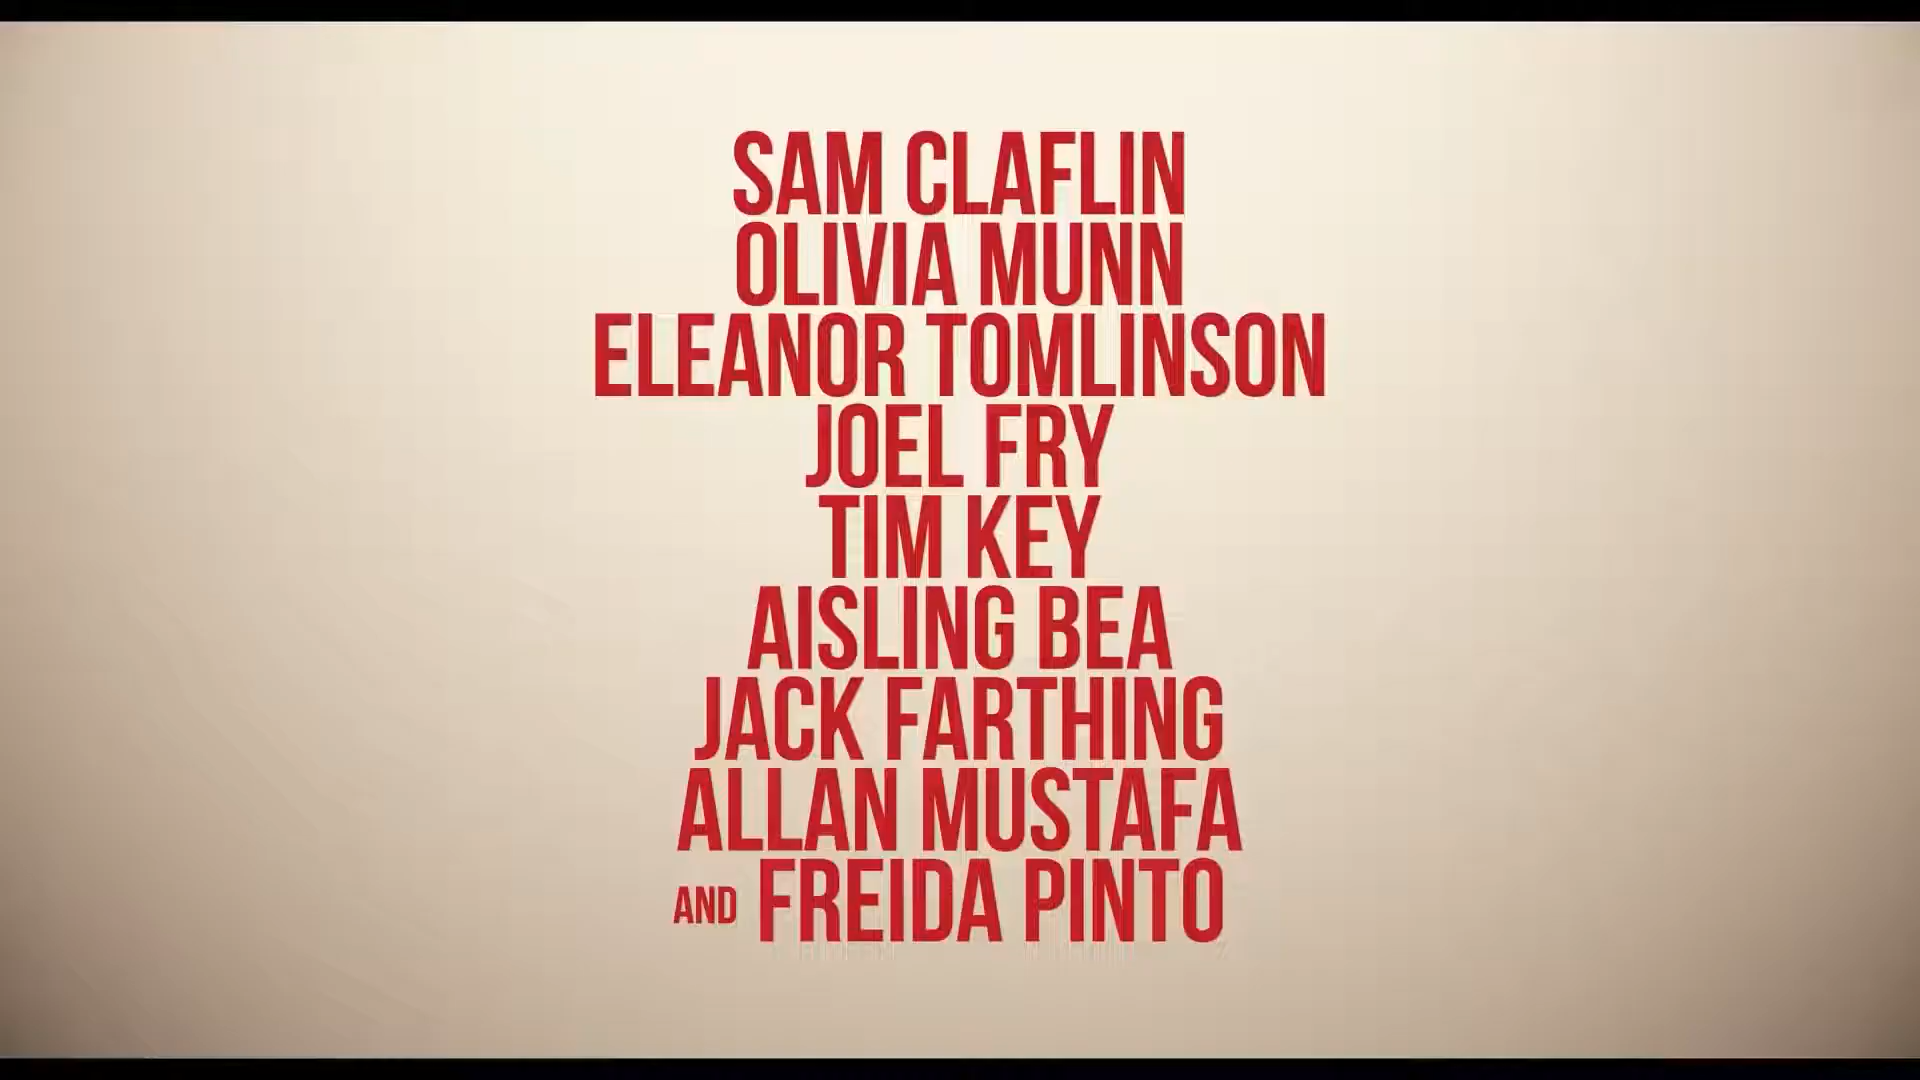 SAM CLAFLIN
OLIVIA MUNN
ELEANOR TOMLINSON
JOEL FRY
TIM KEY
AISLING BEA
JACK FARTHING
ALLAN MUSTAFA
AND FREIDA PINTO